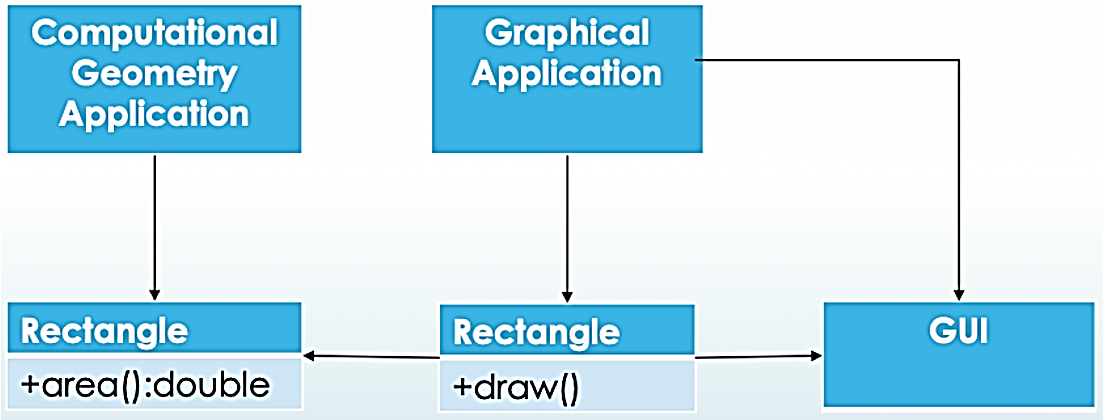 Computational
Geometry
Application
Graphical
Application
Rectangle
+area():double
Rectangle
+draw()
GUI